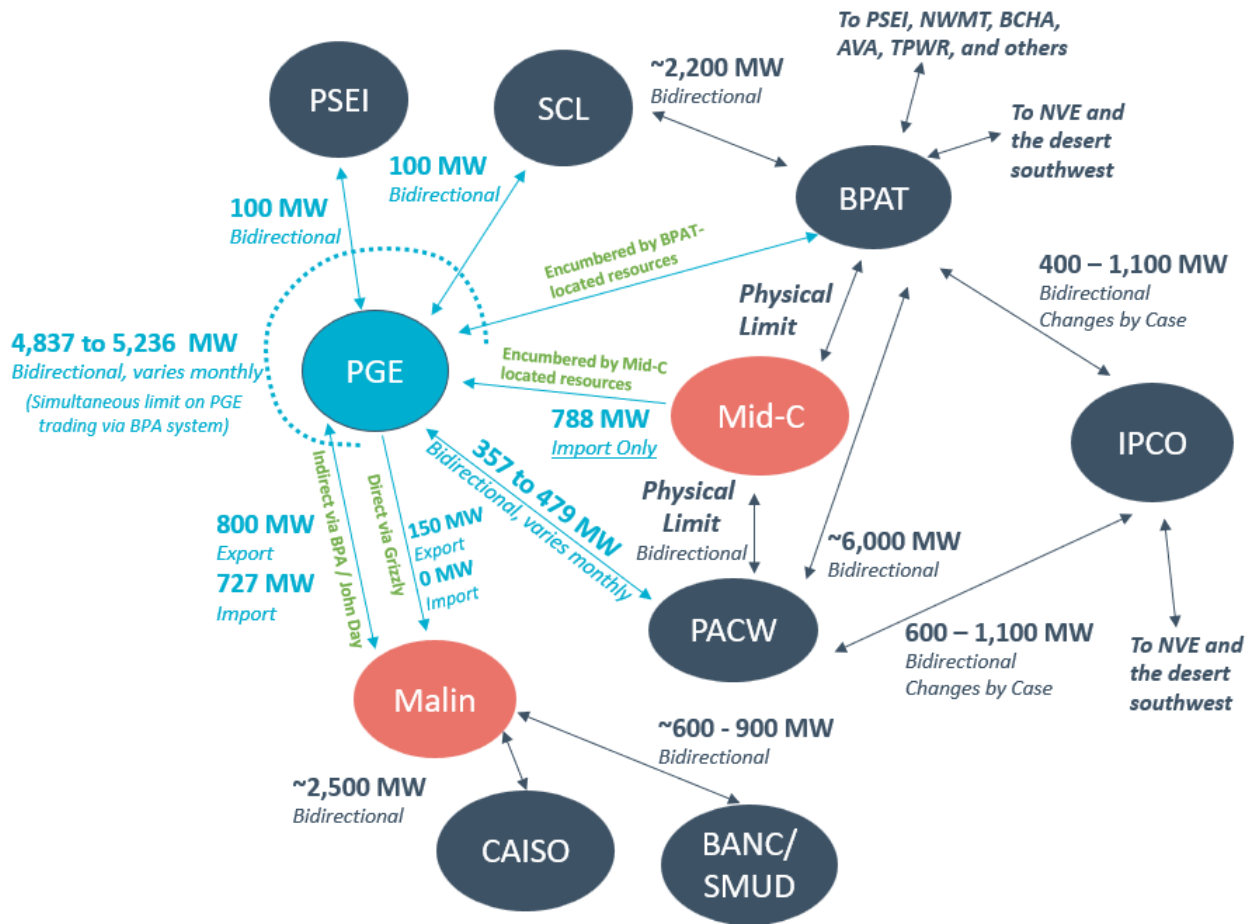 To PSEI, NWMT, BCHA,
AVA, TPWR, and others
~2,200 MW
Bidirectional
PSEI
SCL
To NVE and
the desert
southwest
100 MW
Bidirectional
BPAT
100 MW
Bidirectional
Encumbered by BPAT-
located resources
400 – 1,100 MW
Bidirectional
Changes by Case
Physical
Limit
4,837 to 5,236 MW
Bidirectional, varies monthly
(Simultaneous limit on PGE
trading via BPA system)
PGE
Encumbered by Mid-C
located resources
788 MW
Import Only
Mid-C
IPCO
357 to 479 MW
Bidirectional, varies monthly
Physical
Limit
Bidirectional
800 MW
Export
727 MW
Import
Indirect via BPA / John Day
Direct via Grizzly
150 MW
Export
0 MW
Import
~6,000 MW
Bidirectional
PACW
600 – 1,100 MW
Bidirectional
Changes by Case
To NVE and
the desert
southwest
Malin
~600 - 900 MW
Bidirectional
~2,500 MW
Bidirectional
CAISO
BANC/
SMUD